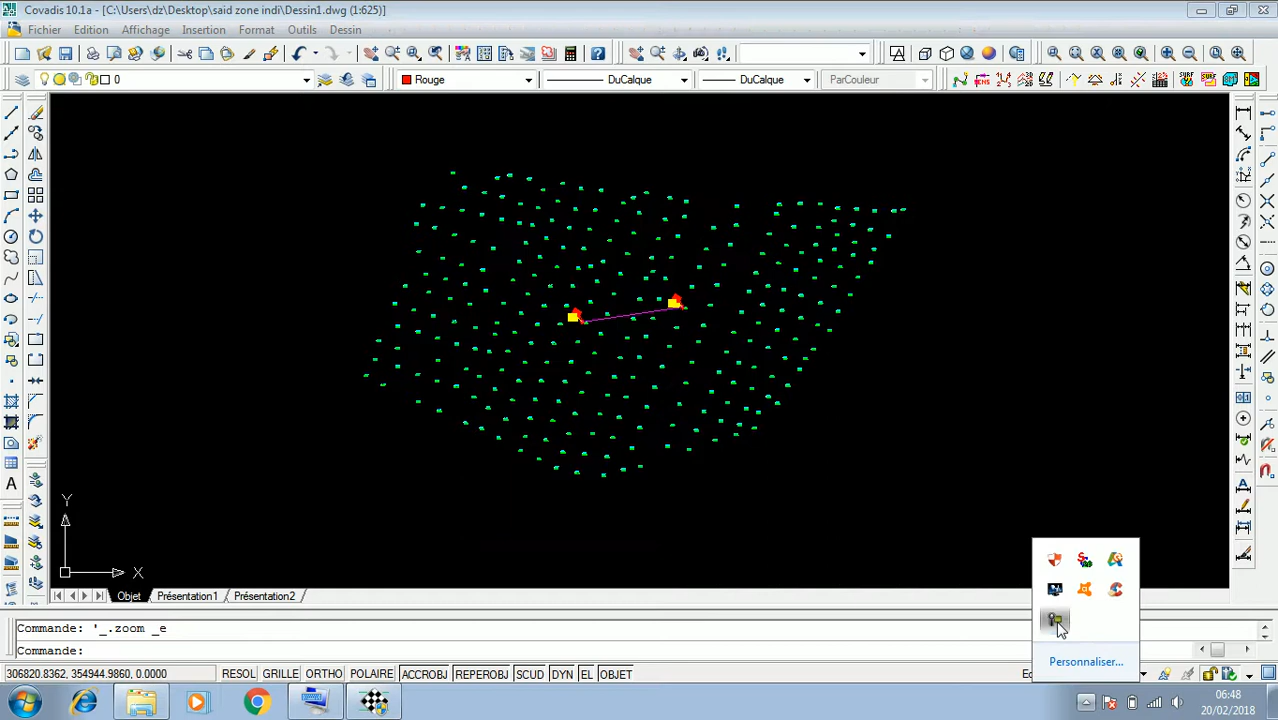 Covadis 10.1a - [C:\Users\dz\Desktop\said zone indi\Dessin1.dwg (1:625)]
Fichier Edition Affichage Insertion Format Outils Dessin
0 Rouge DuCalque DuCalque ParCouleur
Y
X
Objet Présentation1 Présentation2
Commande: '_.zoom _e
Commande:
Personnaliser...
306820.8362, 354944.9860, 0.0000 RESOL GRILLE ORTHO POLAIRE ACCROBJ REPEROBJ SCUD DYN EL OBJET
06:48
20/02/2018